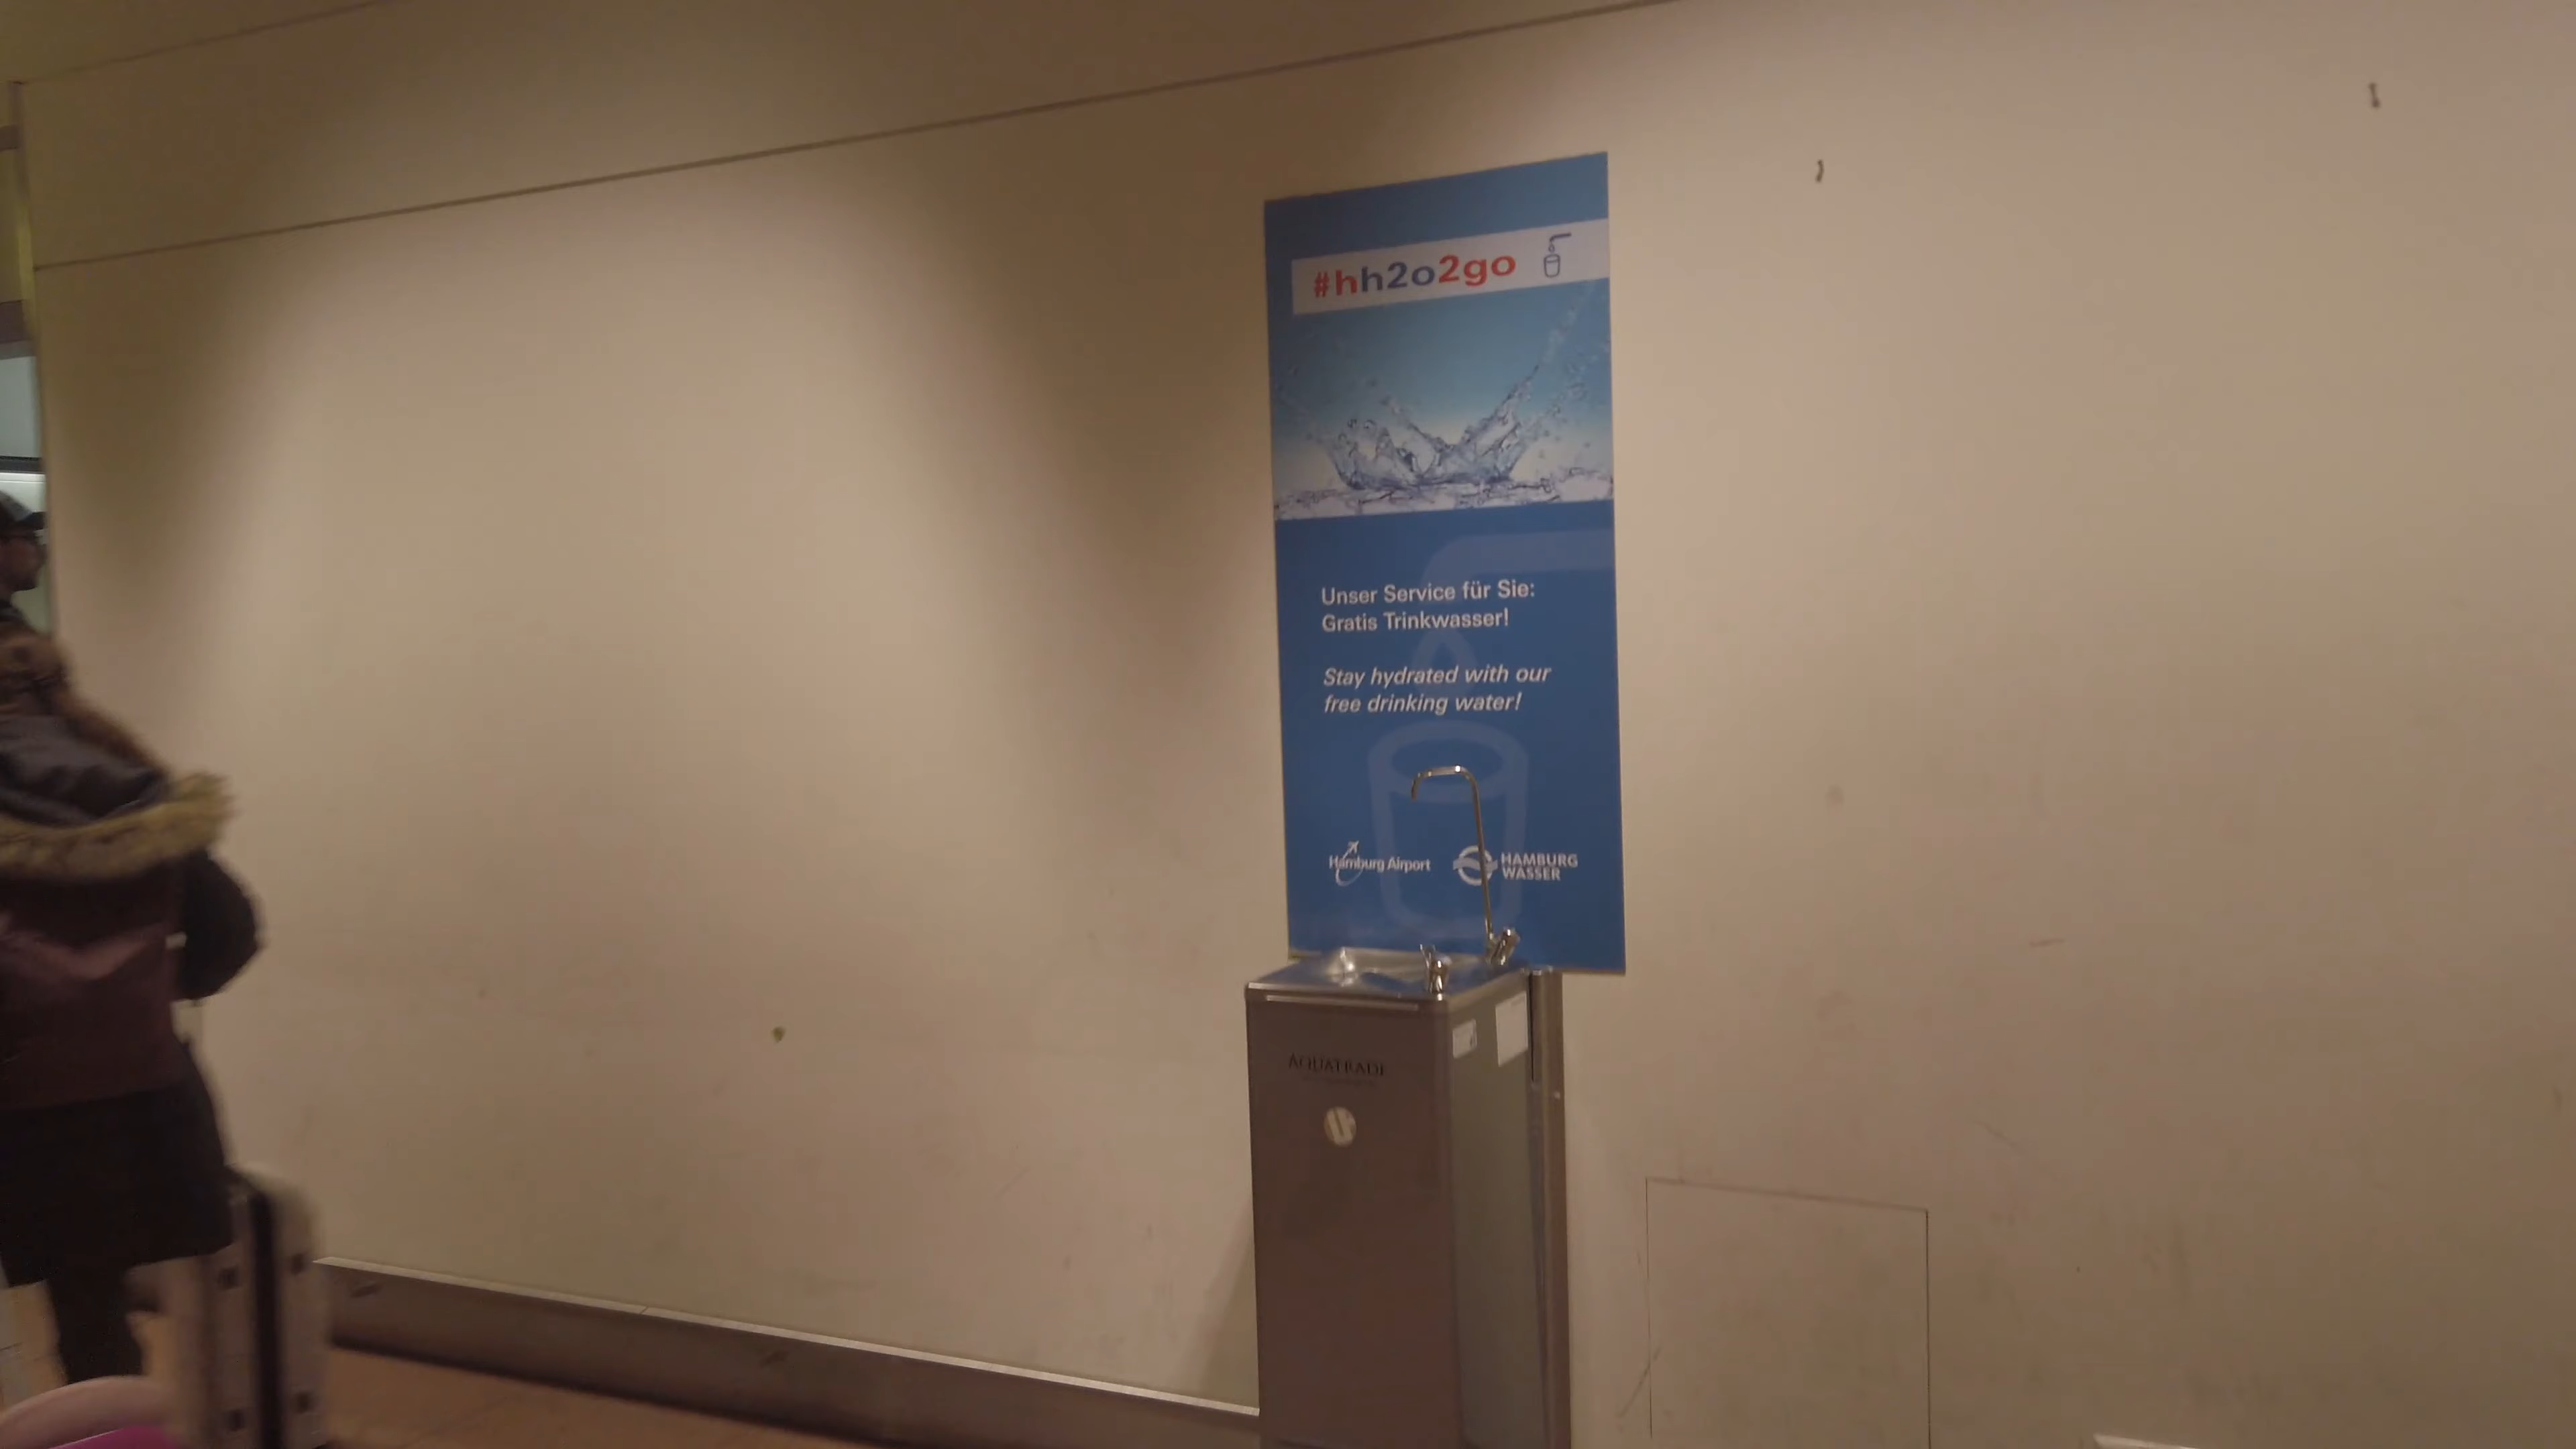 #hh2o2go
Unser Service für Sie:
Gratis Trinkwasser!
Stay hydrated with our
free drinking water!
Hamburg Airport
HAMBURG
WASSER
AQUATRADE